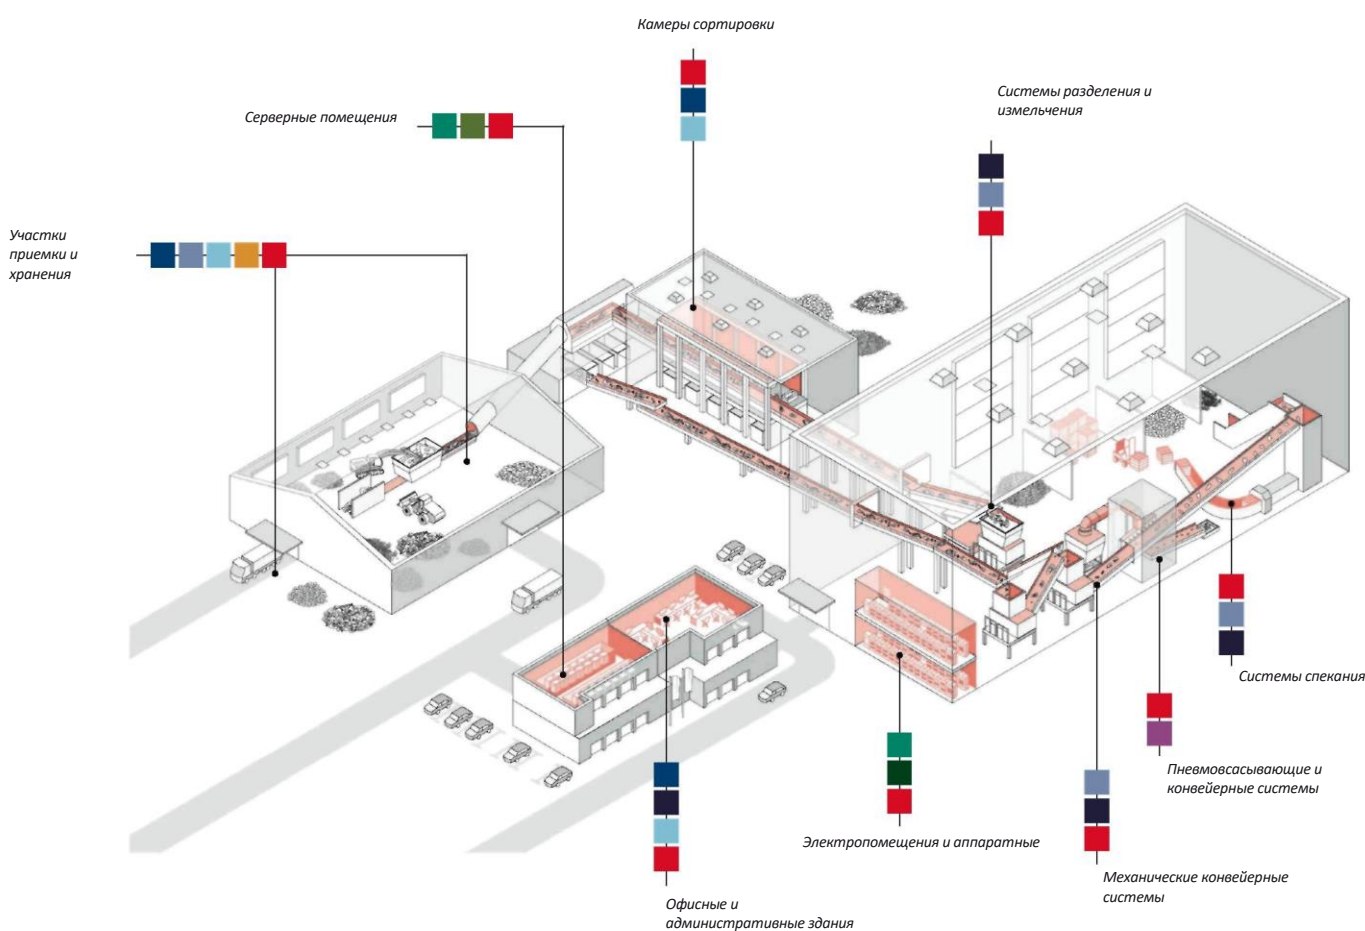 Камеры сортировки
Системы разделения и
измельчения
Серверные помещения
Участки
приемки и
хранения
Системы спекания
Пневмовсасывающие и
конвейерные системы
Электропомещения и аппаратные
Механические конвейерные
системы
Офисные и
административные здания